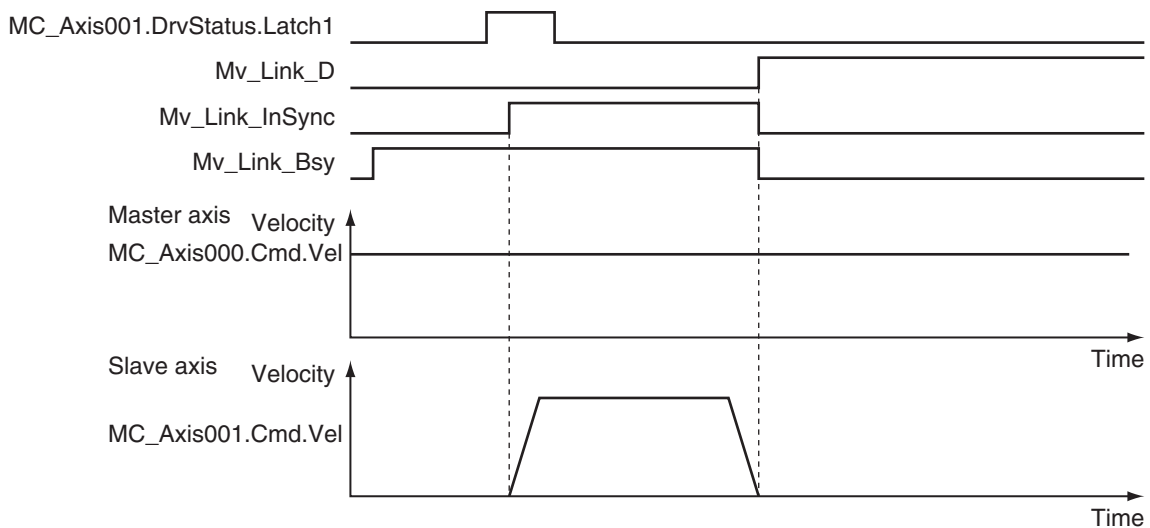 MC_Axis001.DrvStatus.Latch1
Mv_Link_D
Mv_Link_InSync
Mv_Link_Bsy
Master axis Velocity
MC_Axis000.Cmd.Vel
Time
Slave axis Velocity
MC_Axis001.Cmd.Vel
Time